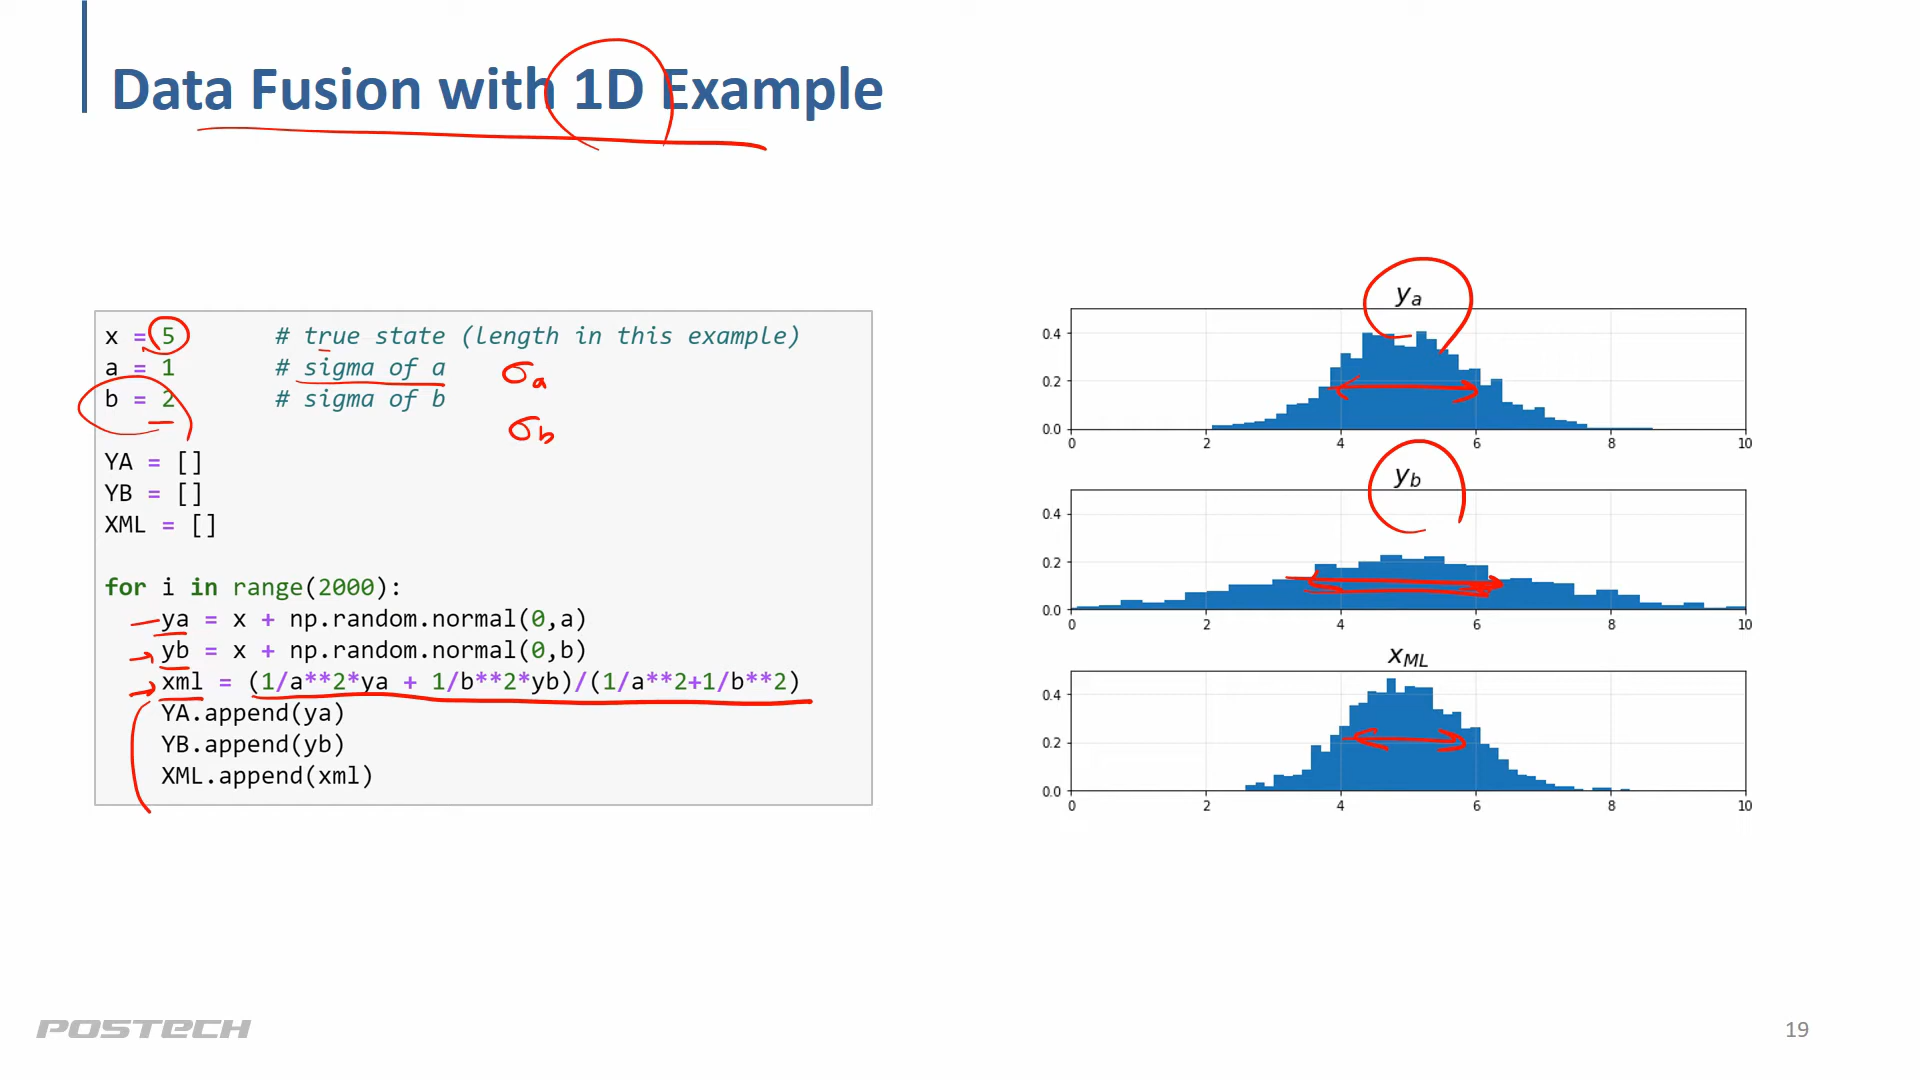 Data Fusion with 1D Example
x = 5 # true state (length in this example)
a = 1 # sigma of a
b = 2 # sigma of b
σa
σb
YA = []
YB = []
XML = []
for i in range(2000):
ya = x + np.random.normal(0,a)
yb = x + np.random.normal(0,b)
xml = (1/a**2*ya + 1/b**2*yb)/(1/a**2+1/b**2)
YA.append(ya)
YB.append(yb)
XML.append(xml)
ya
0.4
0.2
0.0
0 2 4 6 8 10
yb
0.4
0.2
0.0
0 2 4 6 8 10
xML
0.4
0.2
0.0
0 2 4 6 8 10
POSTECH
19